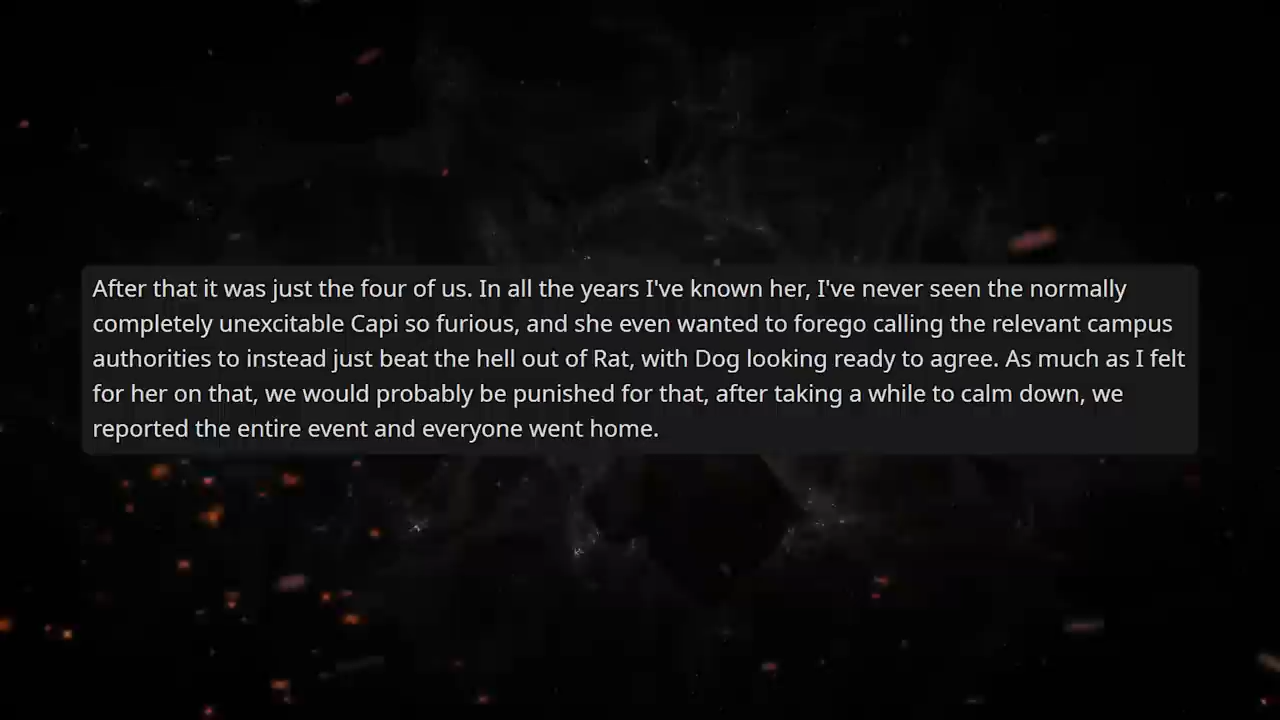 After that it was just the four of us. In all the years I've known her, I've never seen the normally
completely unexcitable Capi so furious, and she even wanted to forego calling the relevant campus
authorities to instead just beat the hell out of Rat, with Dog looking ready to agree. As much as I felt
for her on that, we would probably be punished for that, after taking a while to calm down, we
reported the entire event and everyone went home.